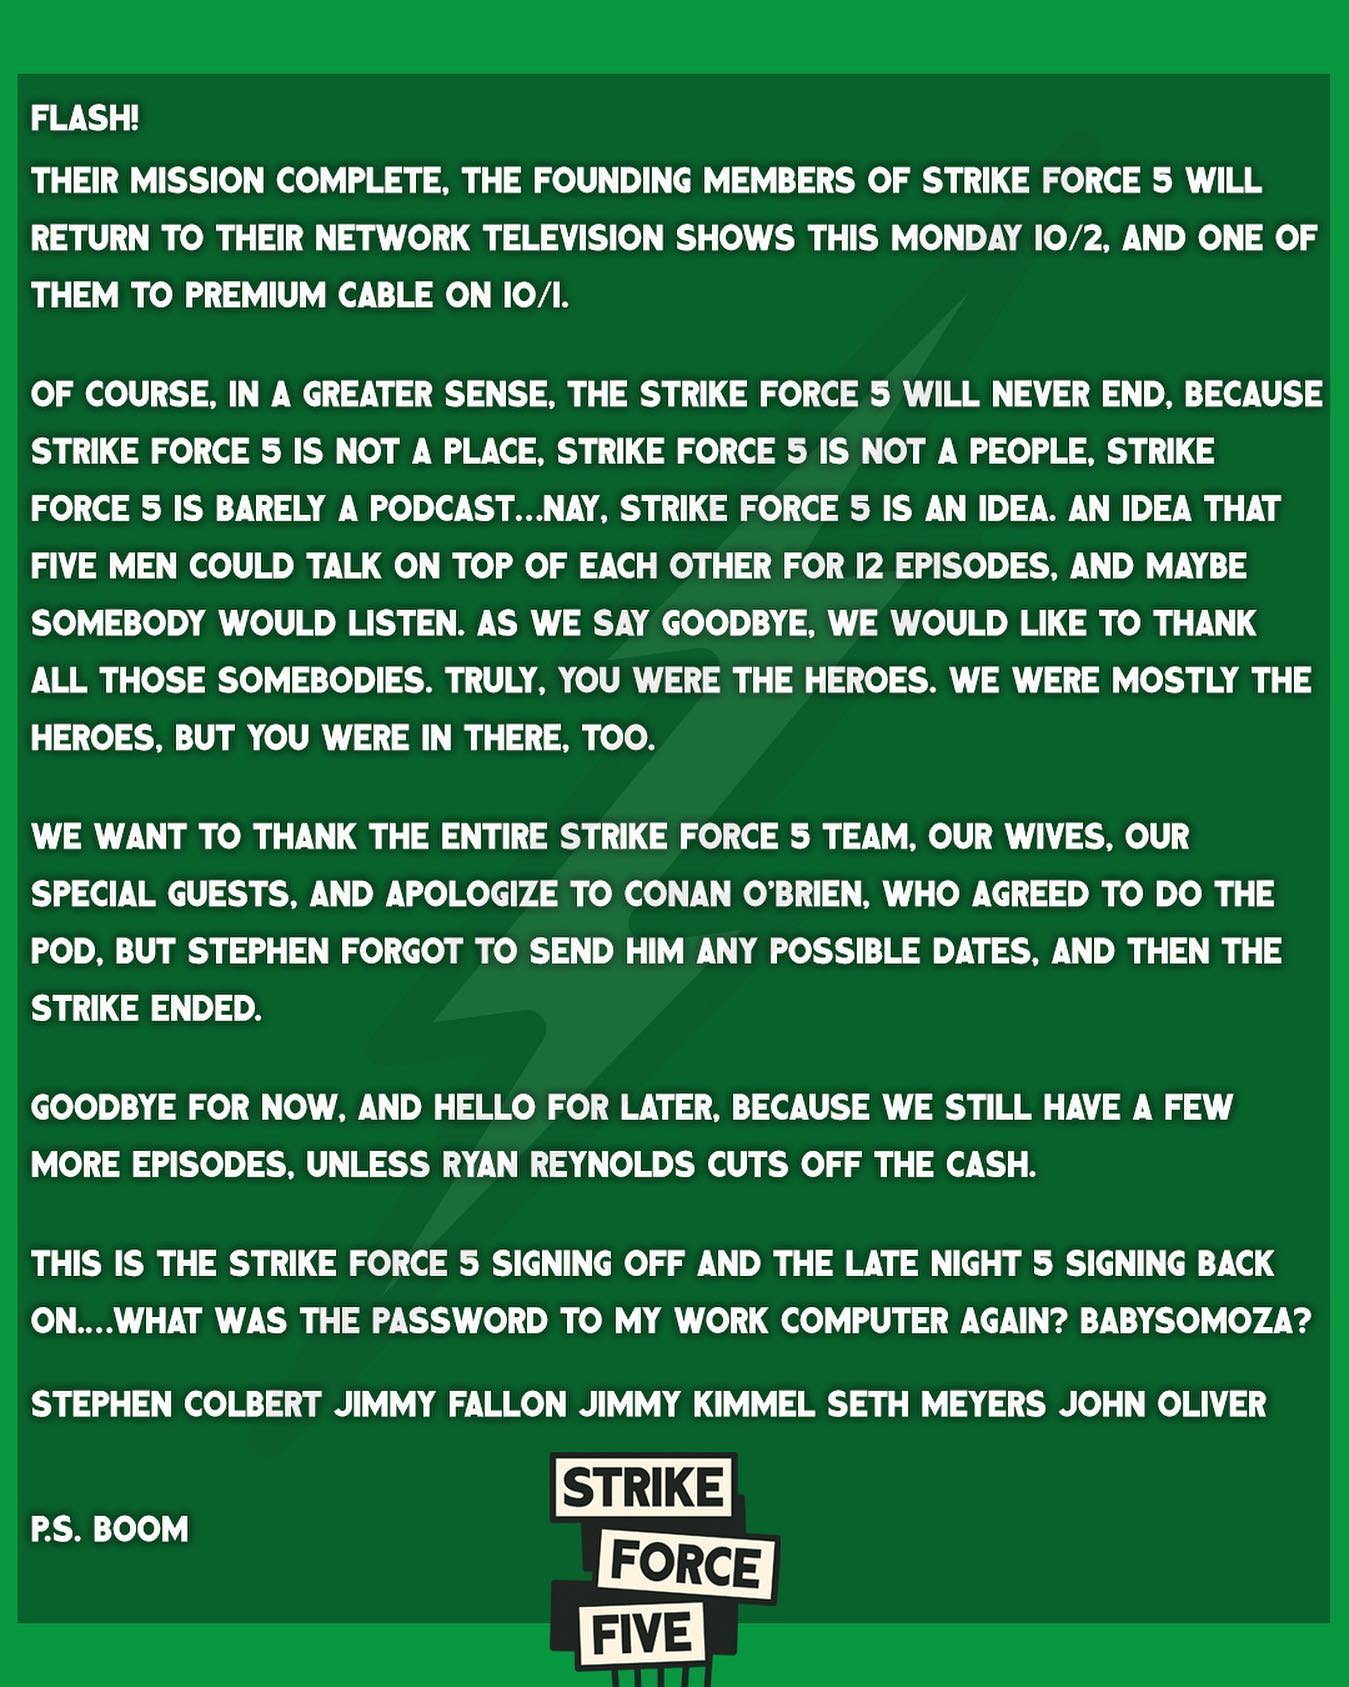 FLASH!
THEIR MISSION COMPLETE, THE FOUNDING MEMBERS OF STRIKE FORCE 5 WILL
RETURN TO THEIR NETWORK TELEVISION SHOWS THIS MONDAY 10/2, AND ONE OF
THEM TO PREMIUM CABLE ON 10/1.
OF COURSE, IN A GREATER SENSE, THE STRIKE FORCE 5 WILL NEVER END, BECAUSE
STRIKE FORCE 5 IS NOT A PLACE, STRIKE FORCE 5 IS NOT A PEOPLE, STRIKE
FORCE 5 IS BARELY A PODCAST...NAY, STRIKE FORCE 5 IS AN IDEA. AN IDEA THAT
FIVE MEN COULD TALK ON TOP OF EACH OTHER FOR 12 EPISODES, AND MAYBE
SOMEBODY WOULD LISTEN. AS WE SAY GOODBYE, WE WOULD LIKE TO THANK
ALL THOSE SOMEBODIES. TRULY, YOU WERE THE HEROES. WE WERE MOSTLY THE
HEROES, BUT YOU WERE IN THERE, TOO.
WE WANT TO THANK THE ENTIRE STRIKE FORCE 5 TEAM, OUR WIVES, OUR
SPECIAL GUESTS, AND APOLOGIZE TO CONAN O'BRIEN, WHO AGREED TO DO THE
POD, BUT STEPHEN FORGOT TO SEND HIM ANY POSSIBLE DATES, AND THEN THE
STRIKE ENDED.
GOODBYE FOR NOW, AND HELLO FOR LATER, BECAUSE WE STILL HAVE A FEW
MORE EPISODES, UNLESS RYAN REYNOLDS CUTS OFF THE CASH.
THIS IS THE STRIKE FORCE 5 SIGNING OFF AND THE LATE NIGHT 5 SIGNING BACK
ON....WHAT WAS THE PASSWORD TO MY WORK COMPUTER AGAIN? BABYSOMOZA?
STEPHEN COLBERT JIMMY FALLON JIMMY KIMMEL SETH MEYERS JOHN OLIVER
P.S. BOOM
STRIKE
FORCE
FIVE